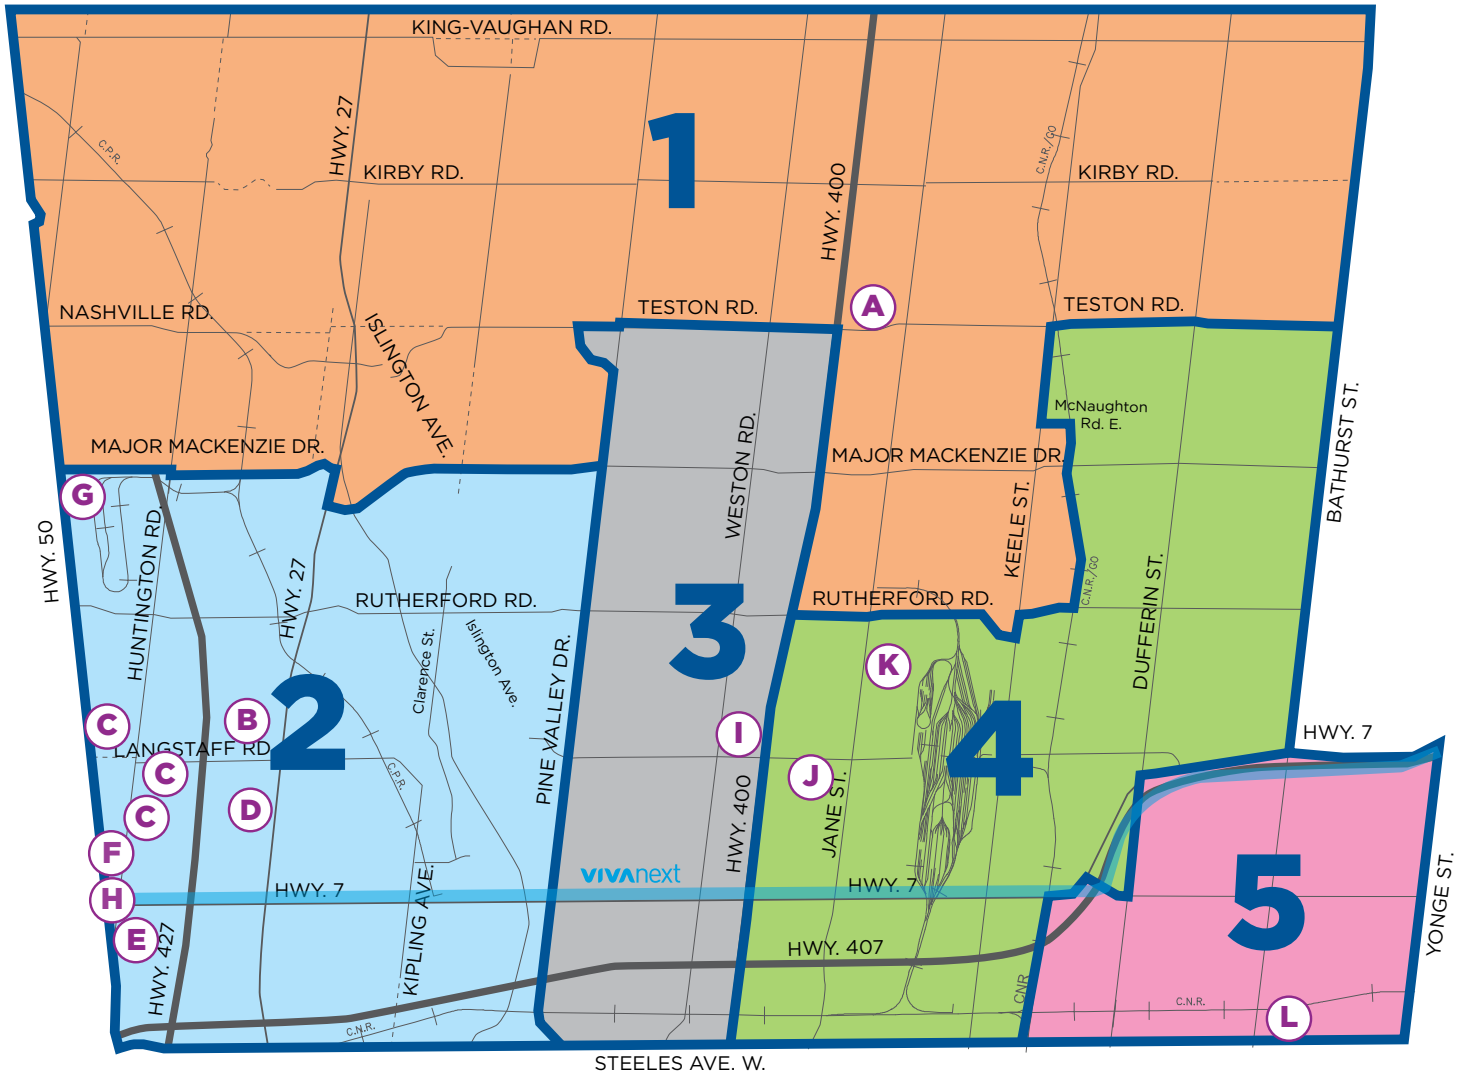 KING-VAUGHAN RD.
HWY. 27
C.P.R.
KIRBY RD.
1
HWY. 400
C.N.R./GO
KIRBY RD.
NASHVILLE RD.
ISLINGTON AVE.
TESTON RD.
A
TESTON RD.
McNaughton
Rd. E.
BATHURST ST.
MAJOR MACKENZIE DR.
WESTON RD.
MAJOR MACKENZIE DR.
KEELE ST.
G
HWY. 50
HUNTINGTON RD.
HWY. 27
RUTHERFORD RD.
Clarence St.
Islington Ave.
PINE VALLEY DR.
3
RUTHERFORD RD.
C.N.R./GO
DUFFERIN ST.
K
C
B
2
LANGSTAFF RD.
I
4
HWY. 7
C
C.P.R.
J
JANE ST.
C
D
HWY. 400
F
vivanext
H
HWY. 7
HWY. 7
5
YONGE ST.
E
HWY. 427
KIPLING AVE.
HWY. 407
C.N.R.
CNR
C.N.R.
L
STEELES AVE. W.